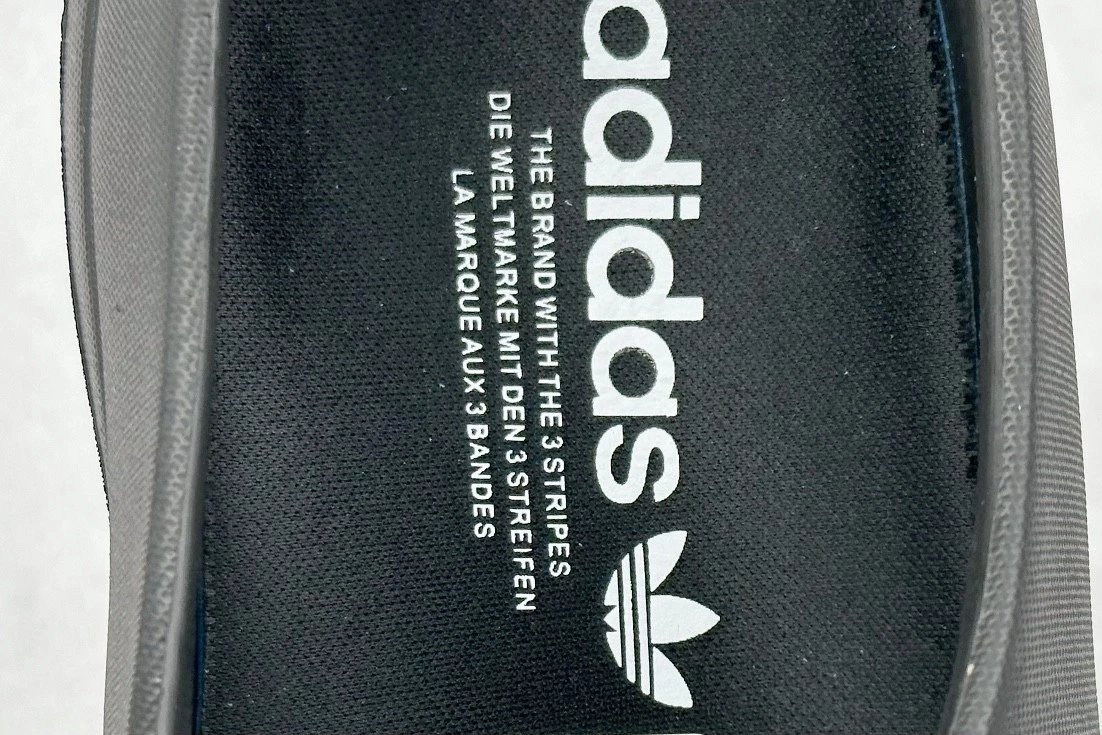 adidas
THE BRAND WITH THE 3 STRIPES
DIE WELTMARKE MIT DEN 3 STREIFEN
LA MARQUE AUX 3 BANDES